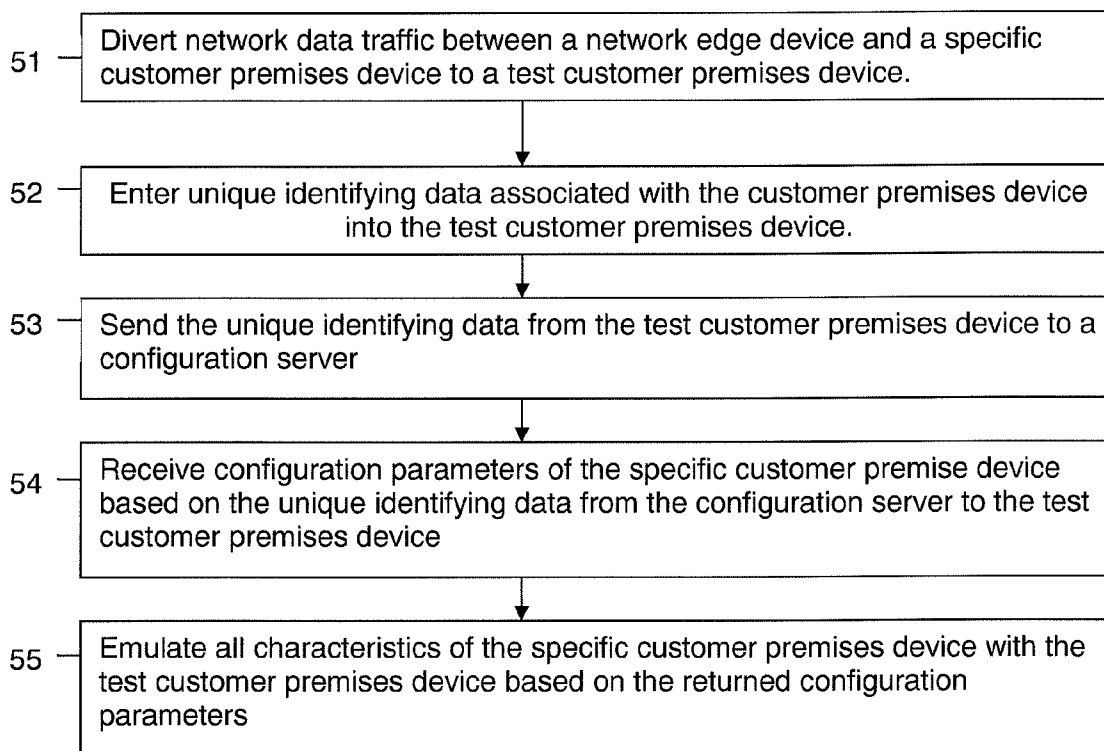 51
Divert network data traffic between a network edge device and a specific
customer premises device to a test customer premises device.
52
Enter unique identifying data associated with the customer premises device
into the test customer premises device.
53
Send the unique identifying data from the test customer premises device to a
configuration server
54
Receive configuration parameters of the specific customer premise device
based on the unique identifying data from the configuration server to the test
customer premises device
55
Emulate all characteristics of the specific customer premises device with the
test customer premises device based on the returned configuration
parameters